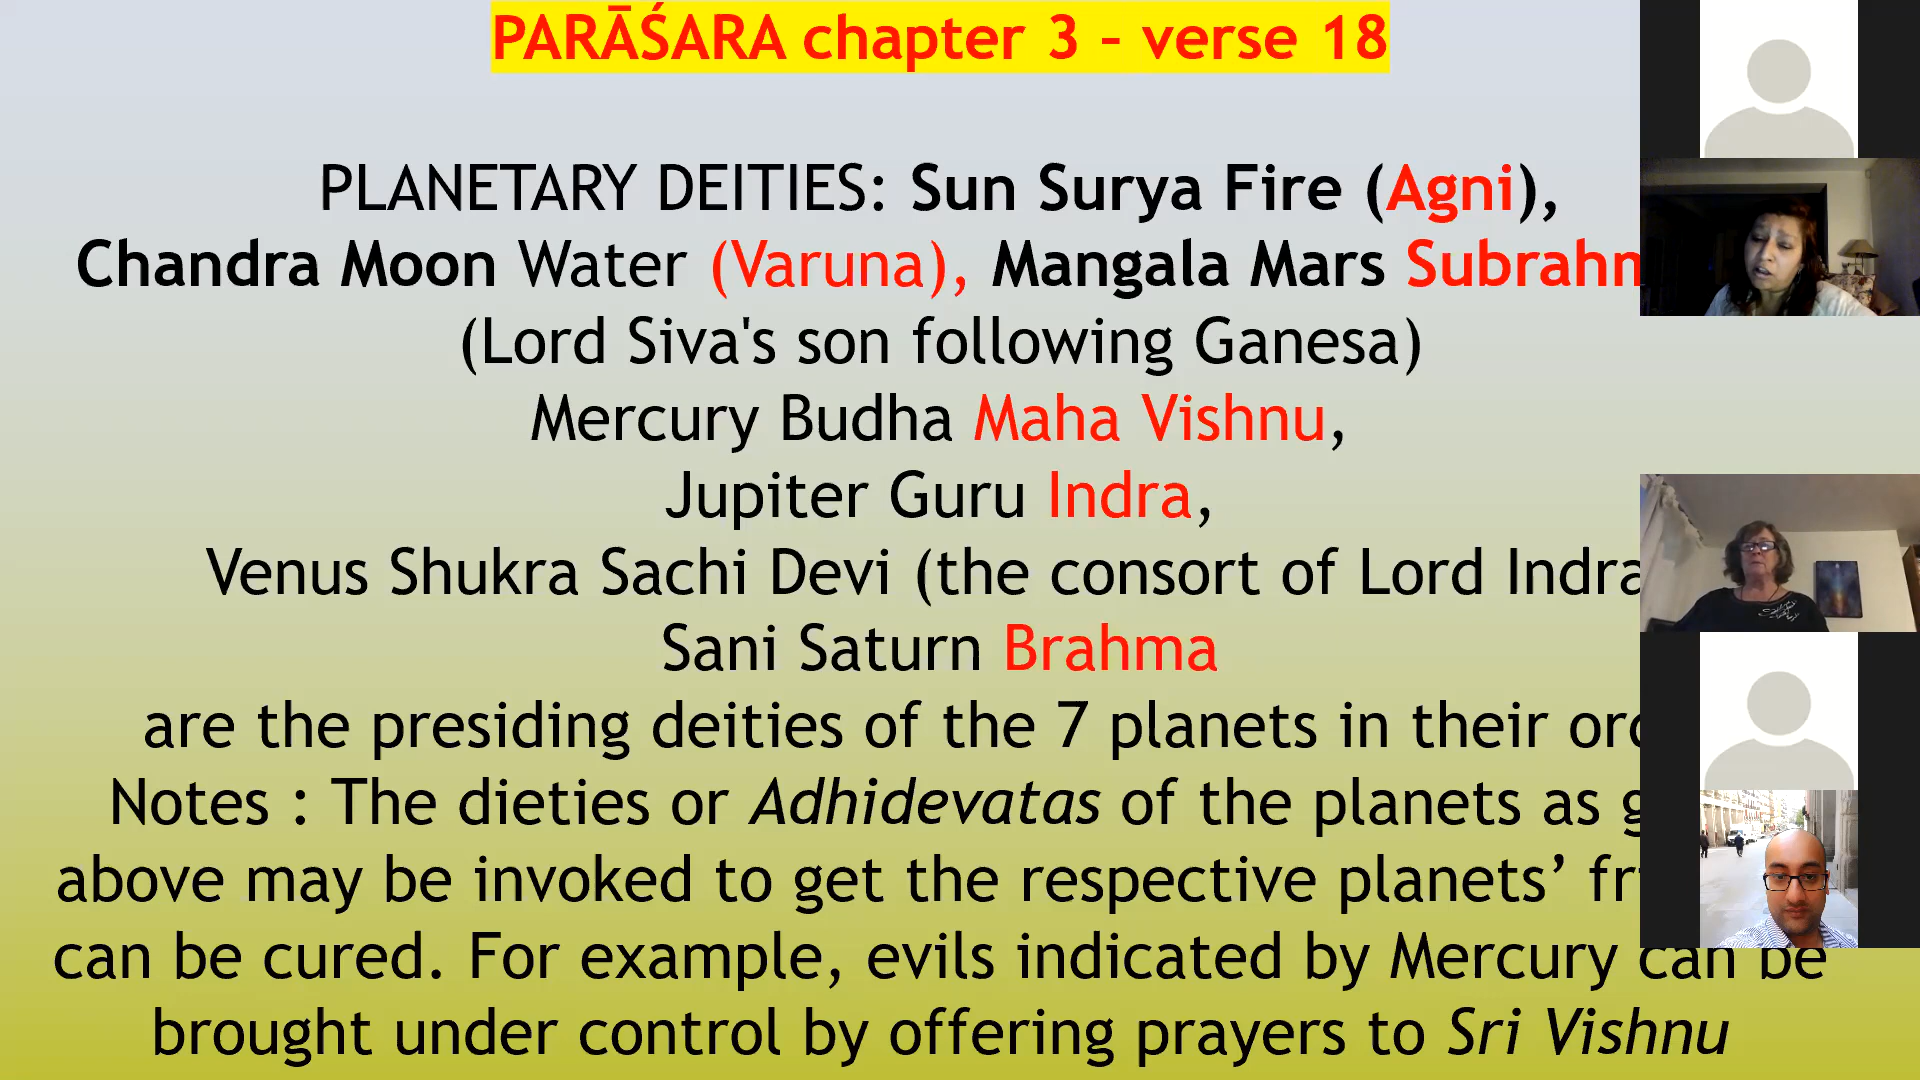 PARĀŚARA chapter 3 – verse 18
PLANETARY DEITIES: Sun Surya Fire (Agni),
Chandra Moon Water (Varuna), Mangala Mars
(Lord Siva's son following Ganesa)
Mercury Budha Maha Vishnu,
Jupiter Guru Indra,
Venus Shukra Sachi Devi (the consort of Lord Indra
Sani Saturn Brahma
are the presiding deities of the 7 planets in their
Notes : The dieties or Adhidevatas of the planets as
above may be invoked to get the respective planets’
can be cured. For example, evils indicated by Mercury can be
brought under control by offering prayers to Sri Vishnu